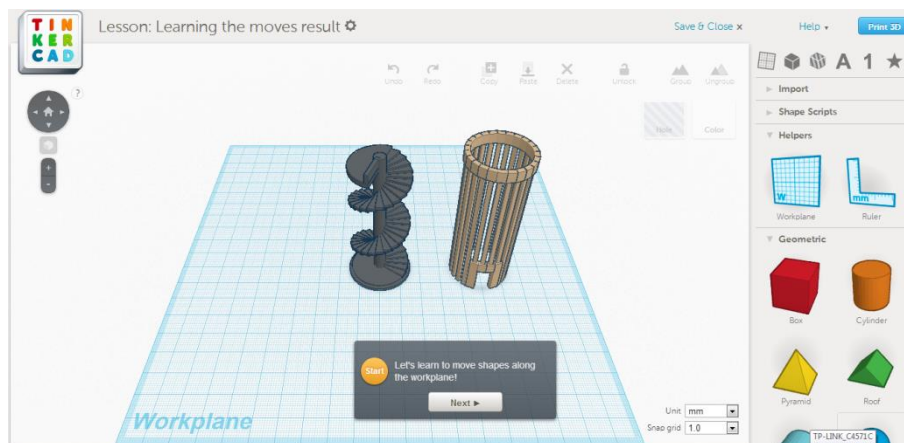 TIN
KER
CAD
Lesson: Learning the moves result
Save & Close x
Help
Print 3D
?
Undo
Redo
Copy
Paste
Delete
Unlock
Group
Ungroup
Hole
Color
+
-
A 1
Import
Shape Scripts
Helpers
W
mm
Workplane
Ruler
Geometric
Box
Cylinder
Pyramid
Roof
Start
Let's learn to move shapes along
the workplane!
Next
Workplane
Unit mm
Snap grid 1.0
TP-LINK_C4571C